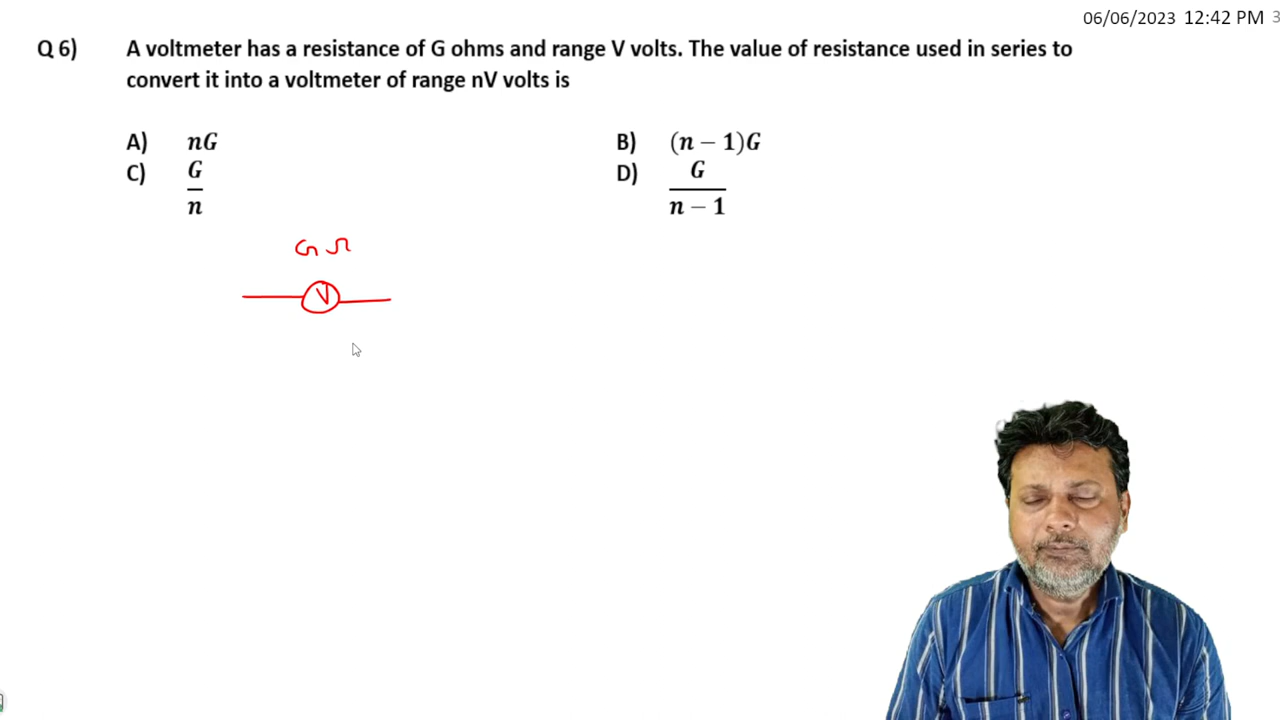 06/06/2023 12:42 PM 3
Q 6) A voltmeter has a resistance of G ohms and range V volts. The value of resistance used in series to
convert it into a voltmeter of range nV volts is
A) nG B) (n − 1)G
C) G/n D) G/(n − 1)
G Ω
V